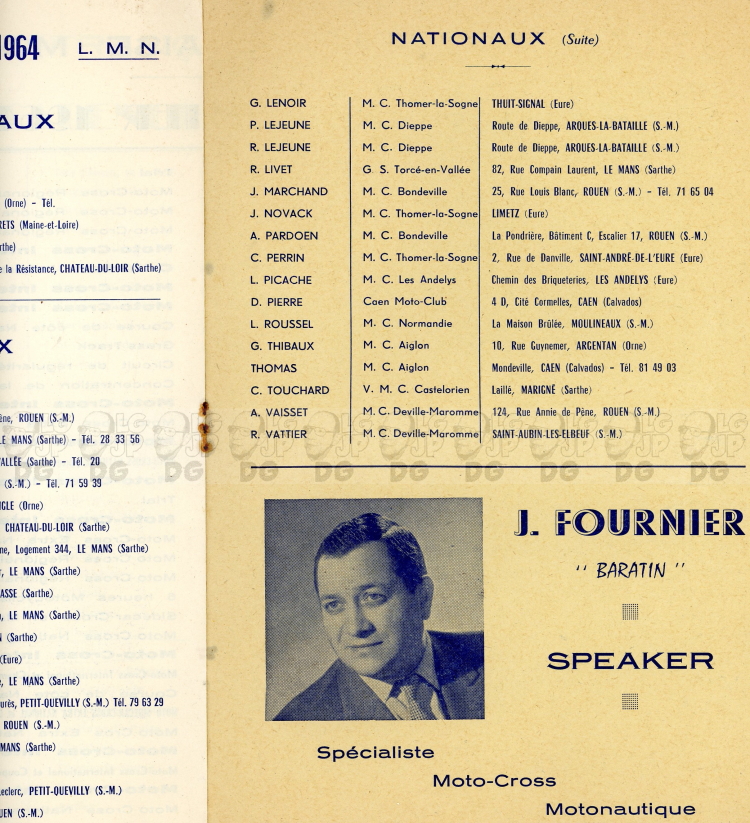 1964 L. M. N.
AUX
(Orne) - Tél.
RETS (Maine-et-Loire)
rthe)
e la Résistance, CHATEAU-DU-LOIR (Sarthe)
X
ène, ROUEN (S.-M.)
LE MANS (Sarthe) - Tél. 28 33 56
ALLÉE (Sarthe) - Tél. 20
(S.-M.) - Tél. 71 59 39
IGLE (Orne)
CHATEAU-DU-LOIR (Sarthe)
ne, Logement 344, LE MANS (Sarthe)
, LE MANS (Sarthe)
ASSE (Sarthe)
, LE MANS (Sarthe)
(Sarthe)
(Eure)
, LE MANS (Sarthe)
urès, PETIT-QUEVILLY (S.-M.) Tél. 79 63 29
ROUEN (S.-M.)
MANS (Sarthe)
eclerc, PETIT-QUEVILLY (S.-M.)
UEN (S.-M.)
NATIONAUX (Suite)
G. LENOIR M. C. Thomer-la-Sogne THUIT-SIGNAL (Eure)
P. LEJEUNE M. C. Dieppe Route de Dieppe, ARQUES-LA-BATAILLE (S.-M.)
R. LEJEUNE M. C. Dieppe Route de Dieppe, ARQUES-LA-BATAILLE (S.-M.)
R. LIVET G. S. Torcé-en-Vallée 82, Rue Compain Laurent, LE MANS (Sarthe)
J. MARCHAND M. C. Bondeville 25, Rue Louis Blanc, ROUEN (S.-M.) - Tél. 71 65 04
J. NOVACK M. C. Thomer-la-Sogne LIMETZ (Eure)
A. PARDOEN M. C. Bondeville La Pondrière, Bâtiment C, Escalier 17, ROUEN (S.-M.)
C. PERRIN M. C. Thomer-la-Sogne 2, Rue de Danville, SAINT-ANDRÉ-DE-L'EURE (Eure)
L. PICACHE M. C. Les Andelys Chemin des Briqueteries, LES ANDELYS (Eure)
D. PIERRE Caen Moto-Club 4 D, Cité Cormelles, CAEN (Calvados)
L. ROUSSEL M. C. Normandie La Maison Brûlée, MOULINEAUX (S.-M.)
G. THIBAUX M. C. Aiglon 10, Rue Guynemer, ARGENTAN (Orne)
THOMAS M. C. Aiglon Mondeville, CAEN (Calvados) - Tél. 81 49 03
C. TOUCHARD V. M. C. Castelorien Laillé, MARIGNÉ (Sarthe)
A. VAISSET M. C. Deville-Maromme 124, Rue Annie de Pène, ROUEN (S.-M.)
R. VATTIER M. C. Deville-Maromme SAINT-AUBIN-LES-ELBEUF (S.-M.)
J. FOURNIER
" BARATIN "
SPEAKER
Spécialiste
Moto-Cross
Motonautique